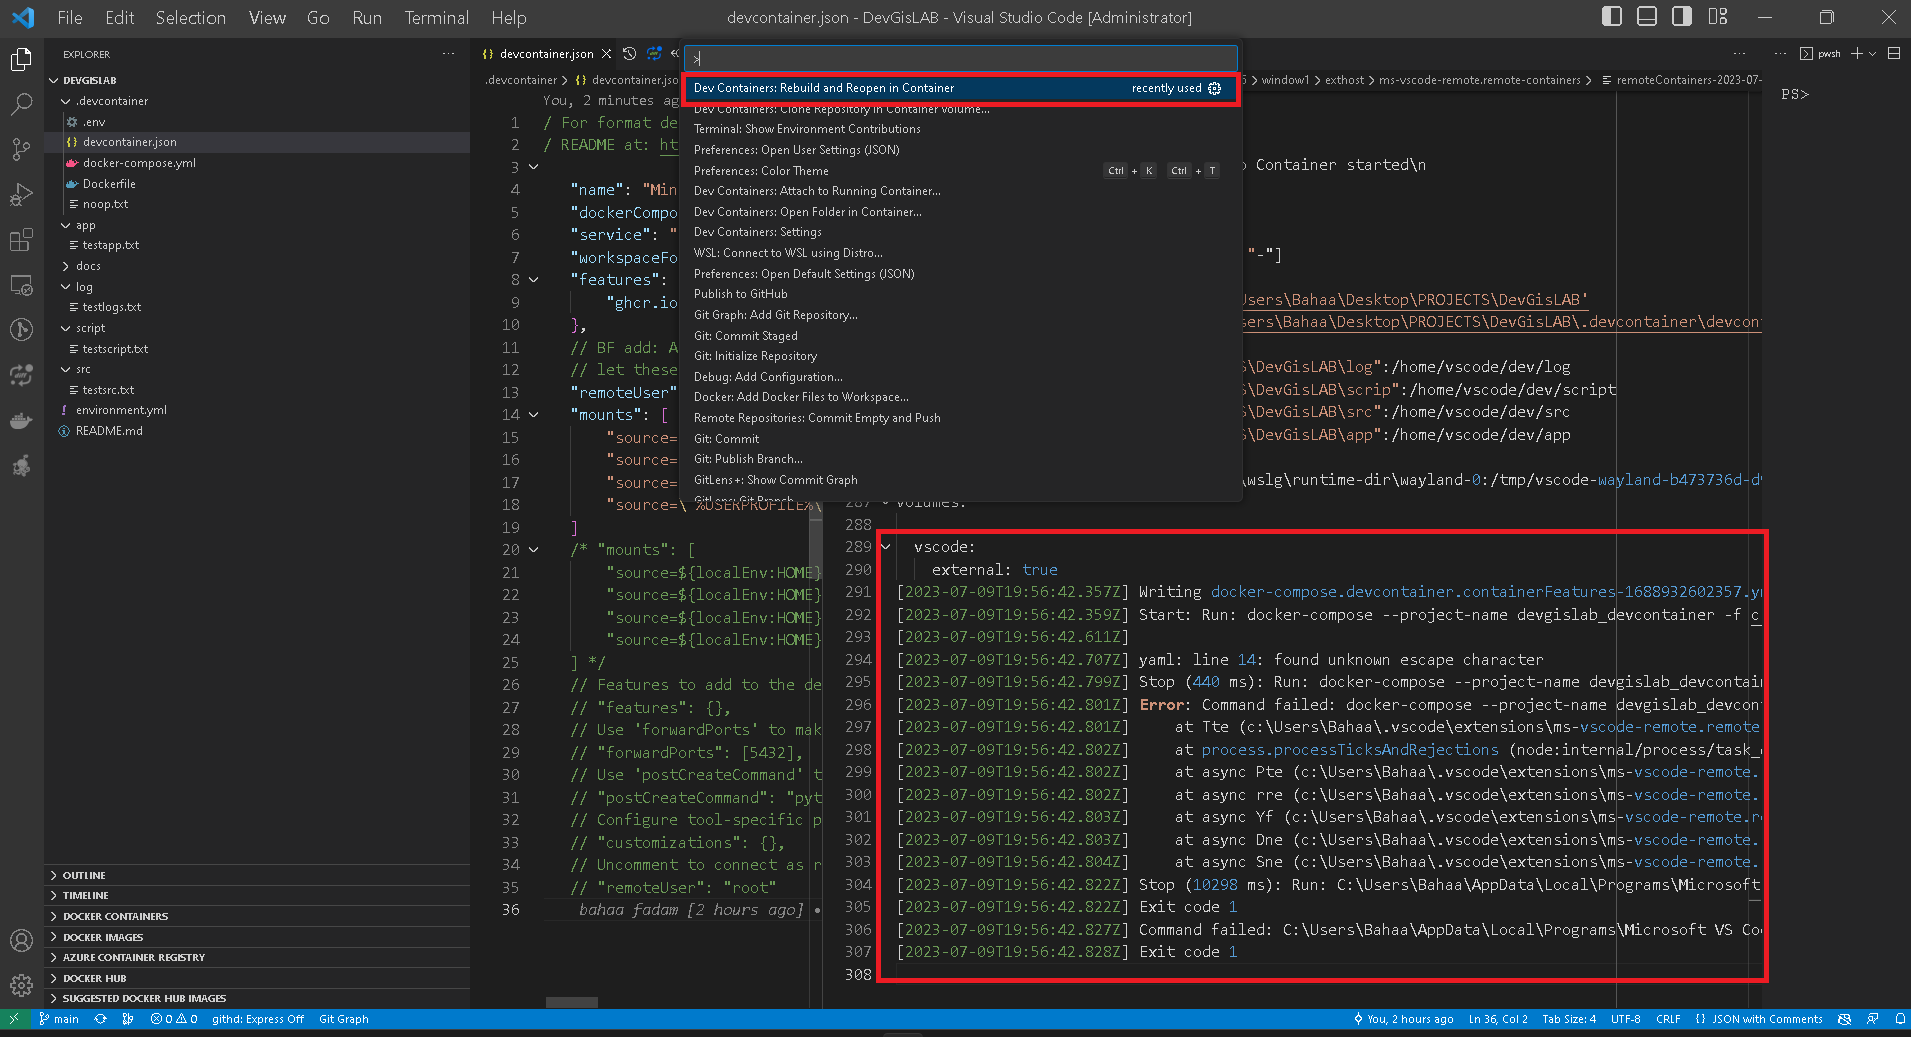 File Edit Selection View Go Run Terminal Help
devcontainer.json - DevGisLAB - Visual Studio Code [Administrator]
EXPLORER
DEVGISLAB
.devcontainer
.env
devcontainer.json
docker-compose.yml
Dockerfile
noop.txt
app
testapp.txt
docs
log
testlogs.txt
script
testscript.txt
src
testsrc.txt
environment.yml
README.md
OUTLINE
TIMELINE
DOCKER CONTAINERS
DOCKER IMAGES
AZURE CONTAINER REGISTRY
DOCKER HUB
SUGGESTED DOCKER HUB IMAGES
devcontainer.json
.devcontainer > {} devcontainer.jso
You, 2 minutes ag
1 / For format de
2 / README at: ht
3
4 "name": "Min
5 "dockerCompo
6 "service": "
7 "workspaceFo
8 "features":
9 "ghcr.io
10 },
11 // BF add: A
12 // let these
13 "remoteUser"
14 "mounts": [
15 "source=
16 "source=
17 "source=
18 "source=\ %USERPROFILE%\
19 ]
20 /* "mounts": [
21 "source=${localEnv:HOME}
22 "source=${localEnv:HOME}
23 "source=${localEnv:HOME}
24 "source=${localEnv:HOME}
25 ] */
26 // Features to add to the de
27 // "features": {},
28 // Use 'forwardPorts' to mak
29 // "forwardPorts": [5432],
30 // Use 'postCreateCommand' t
31 // "postCreateCommand": "pyt
32 // Configure tool-specific p
33 // "customizations": {},
34 // Uncomment to connect as r
35 // "remoteUser": "root"
36 bahaa fadam [2 hours ago] •
>
Dev Containers: Rebuild and Reopen in Container recently used
Dev Containers: Clone Repository in Container Volume...
Terminal: Show Environment Contributions
Preferences: Open User Settings (JSON)
Preferences: Color Theme Ctrl + K Ctrl + T
Dev Containers: Attach to Running Container...
Dev Containers: Open Folder in Container...
Dev Containers: Settings
WSL: Connect to WSL using Distro...
Preferences: Open Default Settings (JSON)
Publish to GitHub
Git Graph: Add Git Repository...
Git: Commit Staged
Git: Initialize Repository
Debug: Add Configuration...
Docker: Add Docker Files to Workspace...
Remote Repositories: Commit Empty and Push
Git: Commit
Git: Publish Branch...
GitLens+: Show Commit Graph
GitLens: Git Branch
> window1 > exthost > ms-vscode-remote.remote-containers > remoteContainers-2023-07-
Container started\n
"-"]
sers\Bahaa\Desktop\PROJECTS\DevGisLAB'
sers\Bahaa\Desktop\PROJECTS\DevGisLAB\.devcontainer\devcon
\DevGisLAB\log":/home/vscode/dev/log
\DevGisLAB\scrip":/home/vscode/dev/script
\DevGisLAB\src":/home/vscode/dev/src
\DevGisLAB\app":/home/vscode/dev/app
\wslg\runtime-dir\wayland-0:/tmp/vscode-wayland-b473736d-d
287 volumes:
288
289 vscode:
290 external: true
291 [2023-07-09T19:56:42.357Z] Writing docker-compose.devcontainer.containerFeatures-1688932602357.y
292 [2023-07-09T19:56:42.359Z] Start: Run: docker-compose --project-name devgislab_devcontainer -f c
293 [2023-07-09T19:56:42.611Z]
294 [2023-07-09T19:56:42.707Z] yaml: line 14: found unknown escape character
295 [2023-07-09T19:56:42.799Z] Stop (440 ms): Run: docker-compose --project-name devgislab_devcontai
296 [2023-07-09T19:56:42.801Z] Error: Command failed: docker-compose --project-name devgislab_devcon
297 [2023-07-09T19:56:42.801Z] at Tte (c:\Users\Bahaa\.vscode\extensions\ms-vscode-remote.remote
298 [2023-07-09T19:56:42.802Z] at process.processTicksAndRejections (node:internal/process/task_
299 [2023-07-09T19:56:42.802Z] at async Pte (c:\Users\Bahaa\.vscode\extensions\ms-vscode-remote.
300 [2023-07-09T19:56:42.802Z] at async rre (c:\Users\Bahaa\.vscode\extensions\ms-vscode-remote.
301 [2023-07-09T19:56:42.803Z] at async Yf (c:\Users\Bahaa\.vscode\extensions\ms-vscode-remote.r
302 [2023-07-09T19:56:42.803Z] at async Dne (c:\Users\Bahaa\.vscode\extensions\ms-vscode-remote.
303 [2023-07-09T19:56:42.804Z] at async Sne (c:\Users\Bahaa\.vscode\extensions\ms-vscode-remote.
304 [2023-07-09T19:56:42.822Z] Stop (10298 ms): Run: C:\Users\Bahaa\AppData\Local\Programs\Microsoft
305 [2023-07-09T19:56:42.822Z] Exit code 1
306 [2023-07-09T19:56:42.827Z] Command failed: C:\Users\Bahaa\AppData\Local\Programs\Microsoft VS Co
307 [2023-07-09T19:56:42.828Z] Exit code 1
308
pwsh
PS>
main 0 0 githd: Express Off Git Graph
You, 2 hours ago Ln 36, Col 2 Tab Size: 4 UTF-8 CRLF {} JSON with Comments